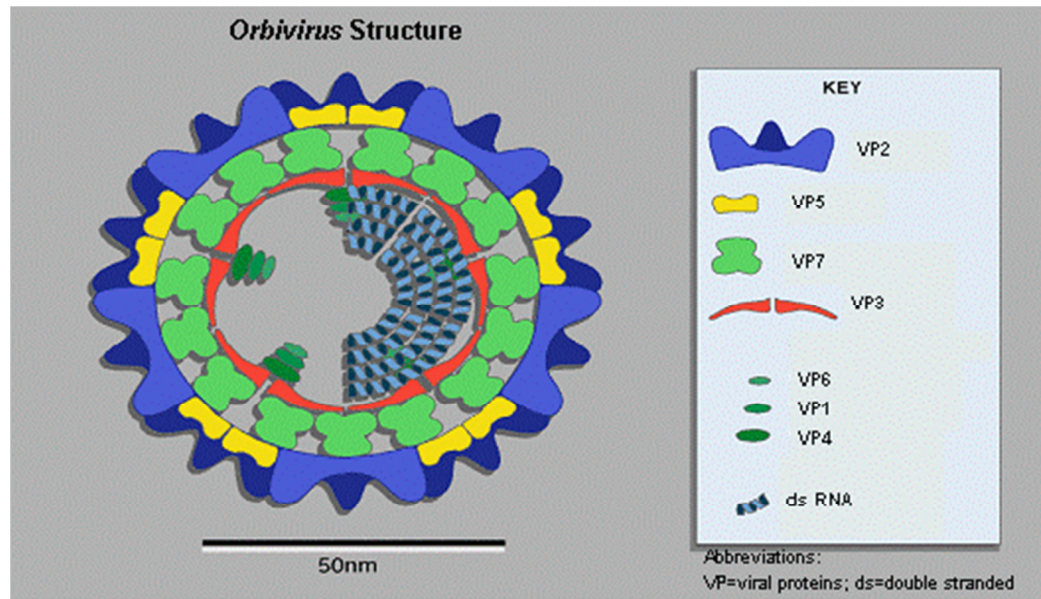 Orbivirus Structure
KEY
VP2
VP5
VP7
VP3
VP6
VP1
VP4
ds RNA
50nm
Abbreviations:
VP=viral proteins; ds=double stranded